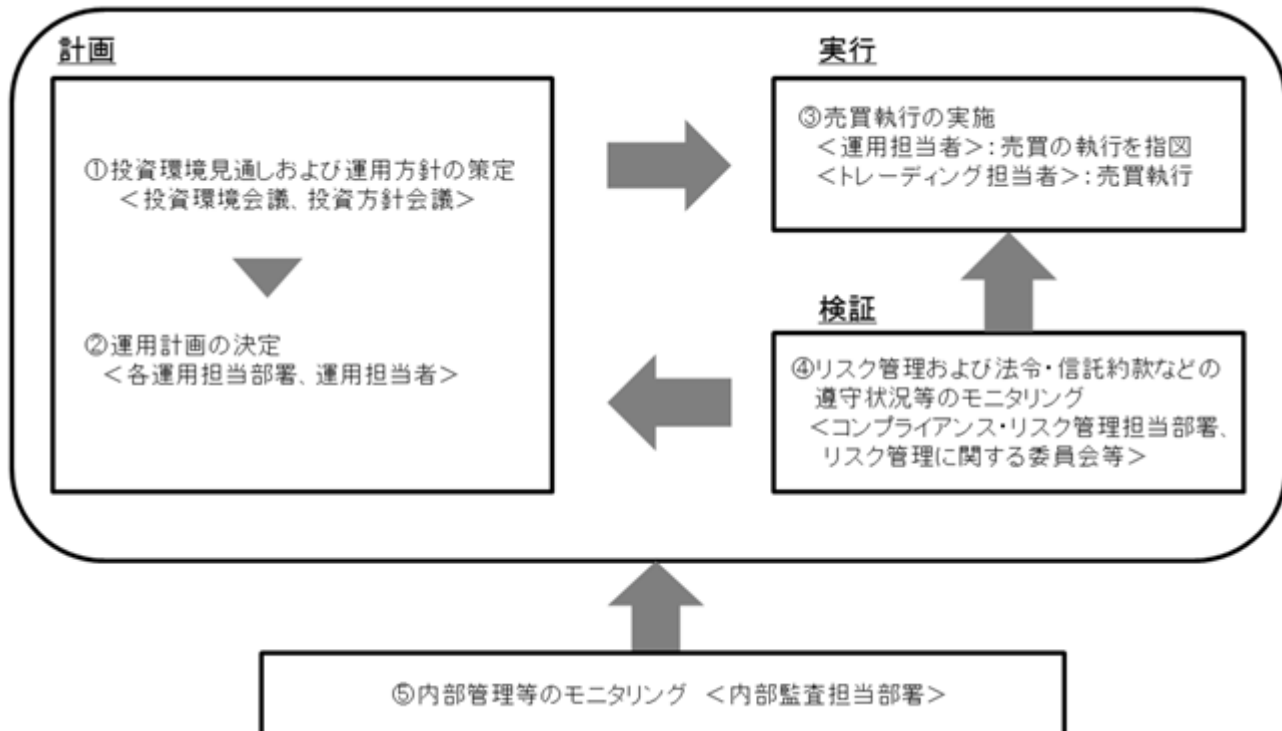 計画
①投資環境見通しおよび運用方針の策定
＜投資環境会議、投資方針会議＞
②運用計画の決定
＜各運用担当部署、運用担当者＞
実行
③売買執行の実施
＜運用担当者＞：売買の執行を指図
＜トレーディング担当者＞：売買執行
検証
④リスク管理および法令・信託約款などの
遵守状況等のモニタリング
＜コンプライアンス・リスク管理担当部署、
リスク管理に関する委員会等＞
⑤内部管理等のモニタリング　＜内部監査担当部署＞